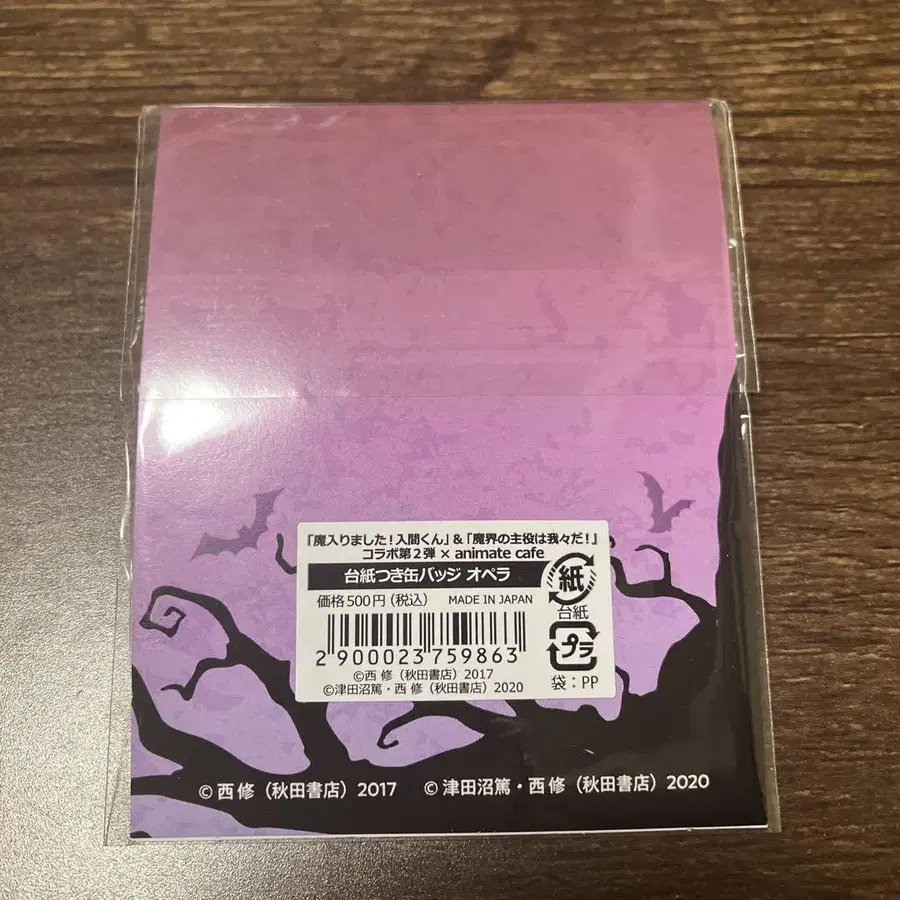 「魔入りました!入間くん」&「魔界の主役は我々だ!」
コラボ第2弾 × animate cafe
台紙つき缶バッジ オペラ
価格500円(税込) MADE IN JAPAN
2900023759863
©西 修(秋田書店)2017
©津田沼篤・西 修(秋田書店)2020
紙
台紙
プラ
袋:PP
©西 修(秋田書店)2017 ©津田沼篤・西 修(秋田書店)2020